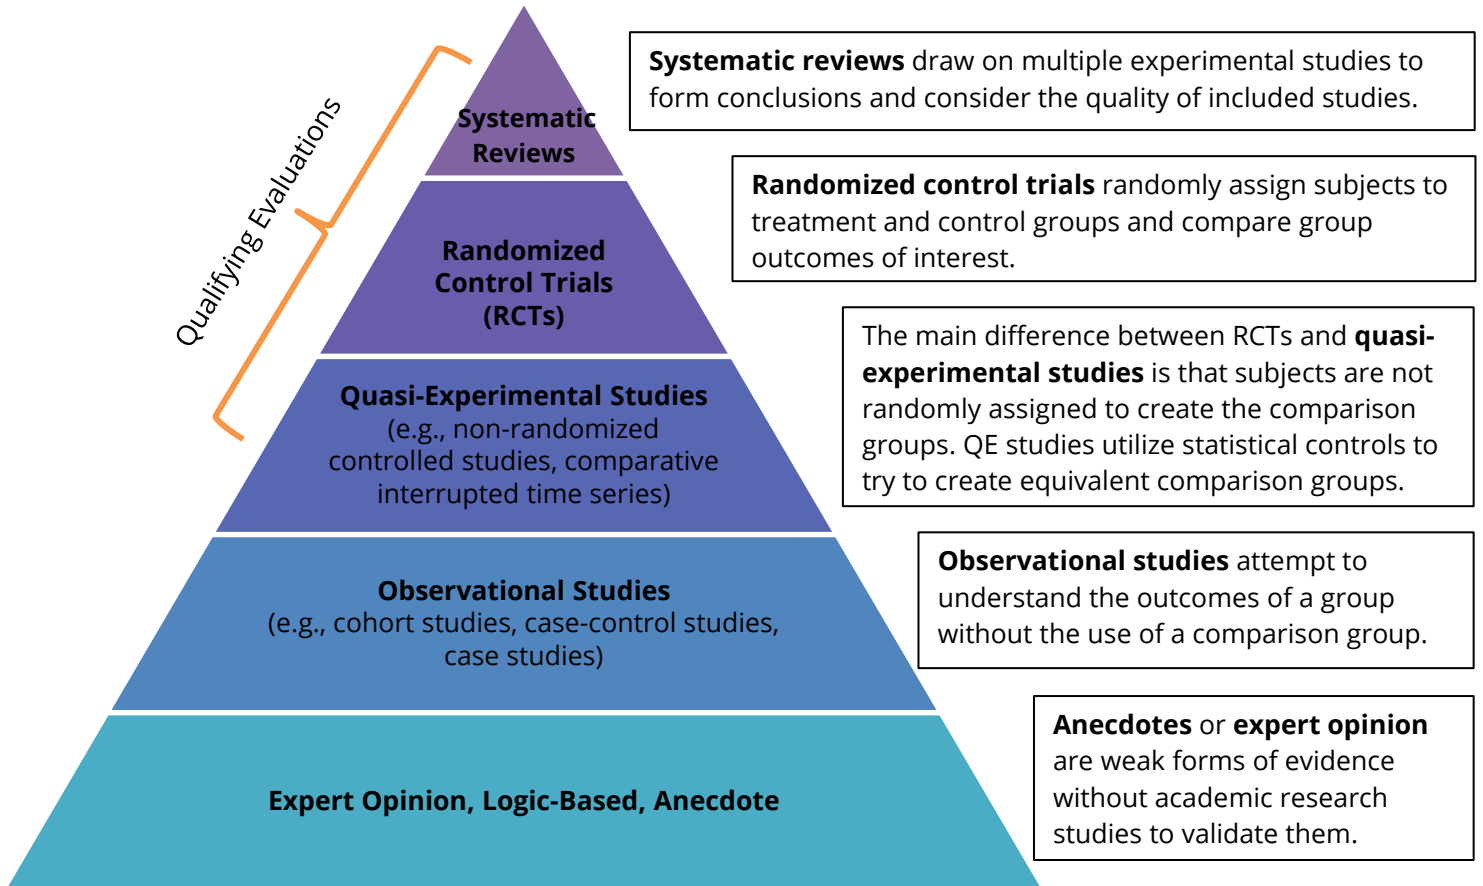 Qualifying Evaluations
Systematic
Reviews
Systematic reviews draw on multiple experimental studies to
form conclusions and consider the quality of included studies.
Randomized
Control Trials
(RCTs)
Randomized control trials randomly assign subjects to
treatment and control groups and compare group
outcomes of interest.
Quasi-Experimental Studies
(e.g., non-randomized
controlled studies, comparative
interrupted time series)
The main difference between RCTs and quasi-
experimental studies is that subjects are not
randomly assigned to create the comparison
groups. QE studies utilize statistical controls to
try to create equivalent comparison groups.
Observational Studies
(e.g., cohort studies, case-control studies,
case studies)
Observational studies attempt to
understand the outcomes of a group
without the use of a comparison group.
Expert Opinion, Logic-Based, Anecdote
Anecdotes or expert opinion
are weak forms of evidence
without academic research
studies to validate them.